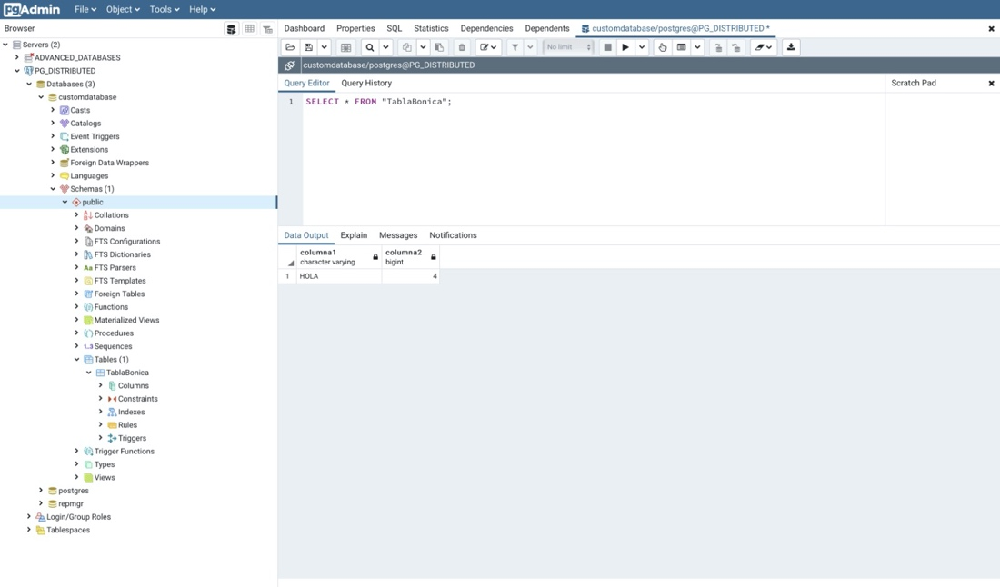 pgAdmin File Object Tools Help
Browser
Dashboard Properties SQL Statistics Dependencies Dependents customdatabase/postgres@PG_DISTRIBUTED *
Servers (2)
ADVANCED_DATABASES
PG_DISTRIBUTED
Databases (3)
customdatabase
Casts
Catalogs
Event Triggers
Extensions
Foreign Data Wrappers
Languages
Schemas (1)
public
Collations
Domains
FTS Configurations
FTS Dictionaries
FTS Parsers
FTS Templates
Foreign Tables
Functions
Materialized Views
Procedures
1..3 Sequences
Tables (1)
TablaBonica
Columns
Constraints
Indexes
Rules
Triggers
Trigger Functions
Types
Views
postgres
repmgr
Login/Group Roles
Tablespaces
No limit
customdatabase/postgres@PG_DISTRIBUTED
Query Editor Query History
Scratch Pad
1 SELECT * FROM "TablaBonica";
Data Output Explain Messages Notifications
columna1 columna2
character varying bigint
1 HOLA 4